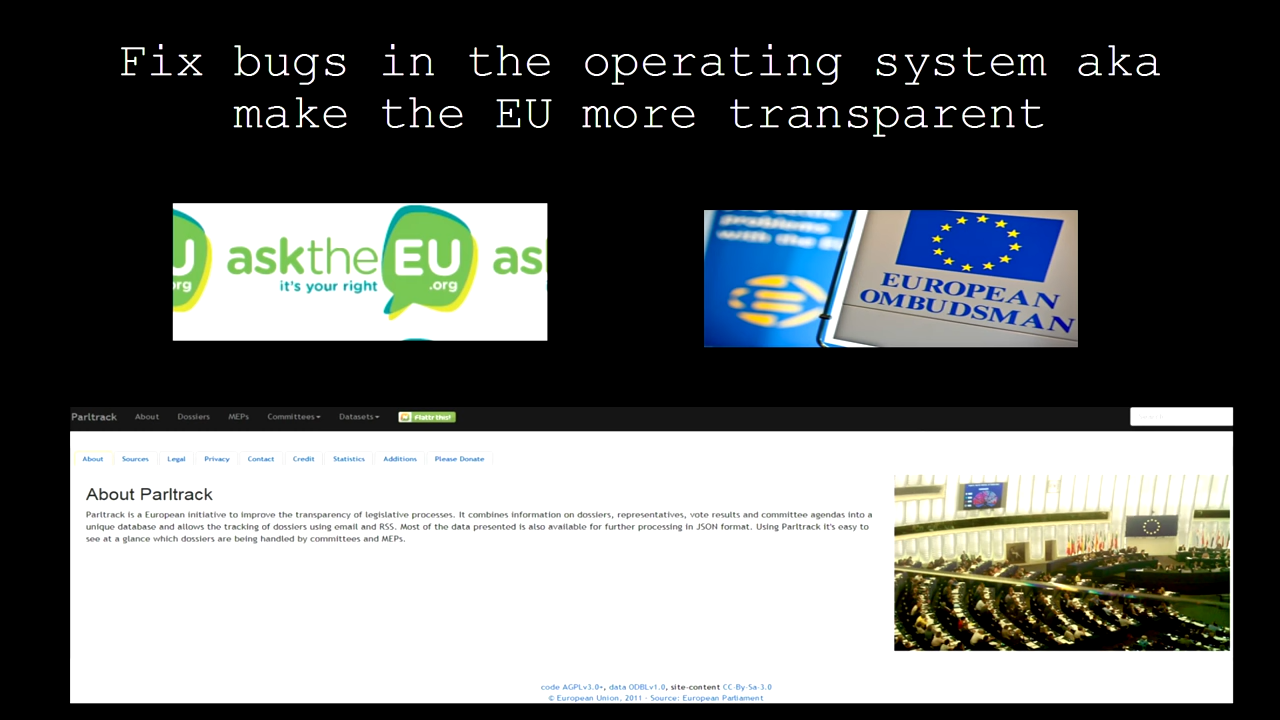 Fix bugs in the operating system aka
make the EU more transparent
U asktheEU as
rg it's your right .org
problems
with the E
EUROPEAN
OMBUDSMAN
Parltrack About Dossiers MEPs Committees Datasets Flattr this!
About Sources Legal Privacy Contact Credit Statistics Additions Please Donate
About Parltrack
Parltrack is a European initiative to improve the transparency of legislative processes. It combines information on dossiers, representatives, vote results and committee agendas into a
unique database and allows the tracking of dossiers using email and RSS. Most of the data presented is also available for further processing in JSON format. Using Parltrack it's easy to
see at a glance which dossiers are being handled by committees and MEPs.
code AGPLv3.0+, data ODBLv1.0, site-content CC-By-Sa-3.0
© European Union, 2011 - Source: European Parliament